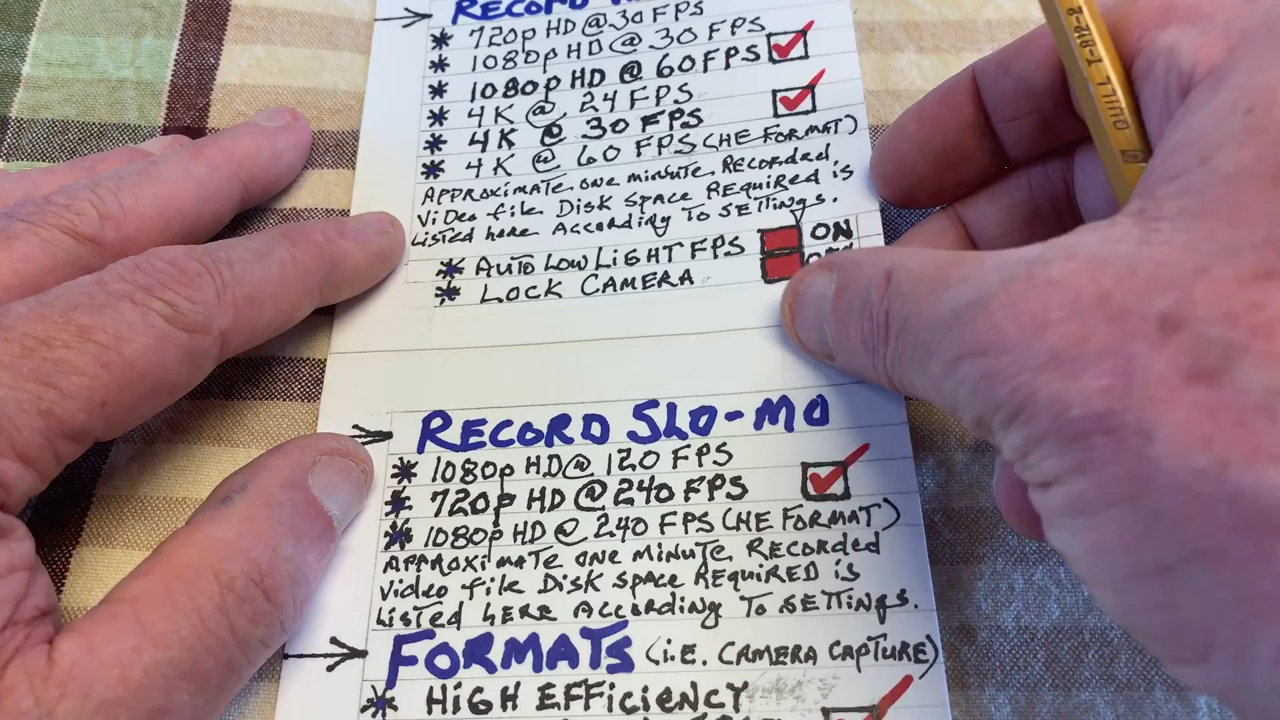 RECORD
* 720p HD @ 30 FPS
* 1080p HD @ 30 FPS
* 1080p HD @ 60 FPS
* 4K @ 24 FPS
* 4K @ 30 FPS
* 4K @ 60 FPS (HE FORMAT)
APPROXIMATE ONE MINUTE RECORDED
VIDEO FILE DISK SPACE REQUIRED IS
LISTED HERE ACCORDING TO SETTINGS.
* AUTO LOW LIGHT FPS ON
* LOCK CAMERA
RECORD SLO-MO
* 1080p HD @ 120 FPS
* 720p HD @ 240 FPS
* 1080p HD @ 240 FPS (HE FORMAT)
APPROXIMATE ONE MINUTE RECORDED
VIDEO FILE DISK SPACE REQUIRED IS
LISTED HERE ACCORDING TO SETTINGS.
FORMATS (i.E. CAMERA CAPTURE)
* HIGH EFFICIENCY
QUILL T-812-2